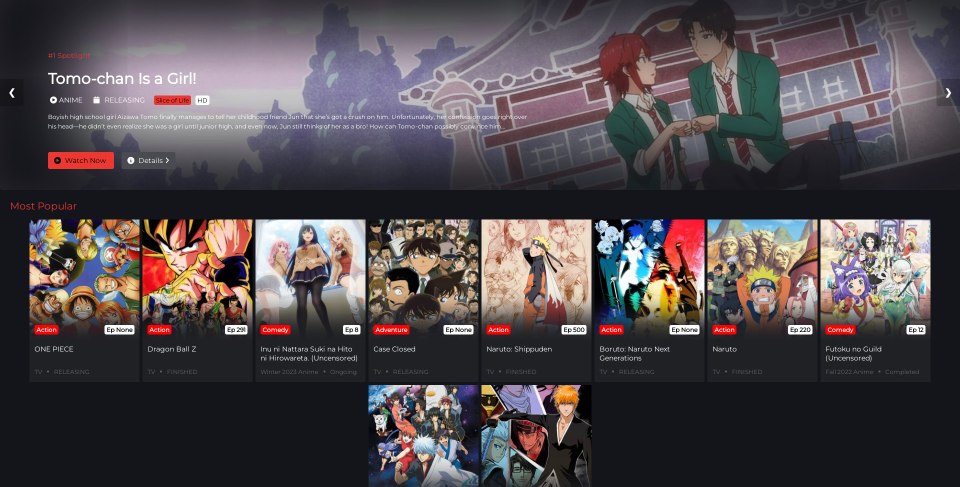 #1 Spotlight
Tomo-chan Is a Girl!
ANIME RELEASING Slice of Life HD
Boyish high school girl Aizawa Tomo finally manages to tell her childhood friend Jun that she's got a crush on him. Unfortunately, her confession goes right over
his head—he didn't even realize she was a girl until junior high, and even now, Jun still thinks of her as a bro! How can Tomo-chan possibly convince him...
Watch Now Details
Most Popular
Action Ep None
ONE PIECE
TV • RELEASING
Action Ep 291
Dragon Ball Z
TV • FINISHED
Comedy Ep 8
Inu ni Nattara Suki na Hito
ni Hirowareta. (Uncensored)
Winter 2023 Anime • Ongoing
Adventure Ep None
Case Closed
TV • RELEASING
Action Ep 500
Naruto: Shippuden
TV • FINISHED
Action Ep None
Boruto: Naruto Next
Generations
TV • RELEASING
Action Ep 220
Naruto
TV • FINISHED
Comedy Ep 12
Futoku no Guild
(Uncensored)
Fall 2022 Anime • Completed